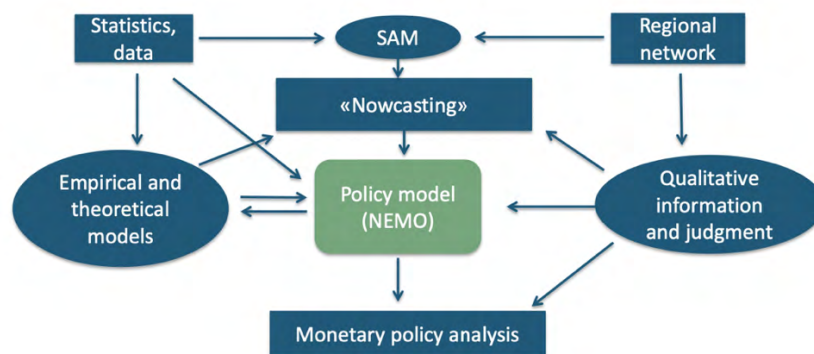 Statistics,
data
SAM
Regional
network
«Nowcasting»
Empirical and
theoretical
models
Policy model
(NEMO)
Qualitative
information
and judgment
Monetary policy analysis